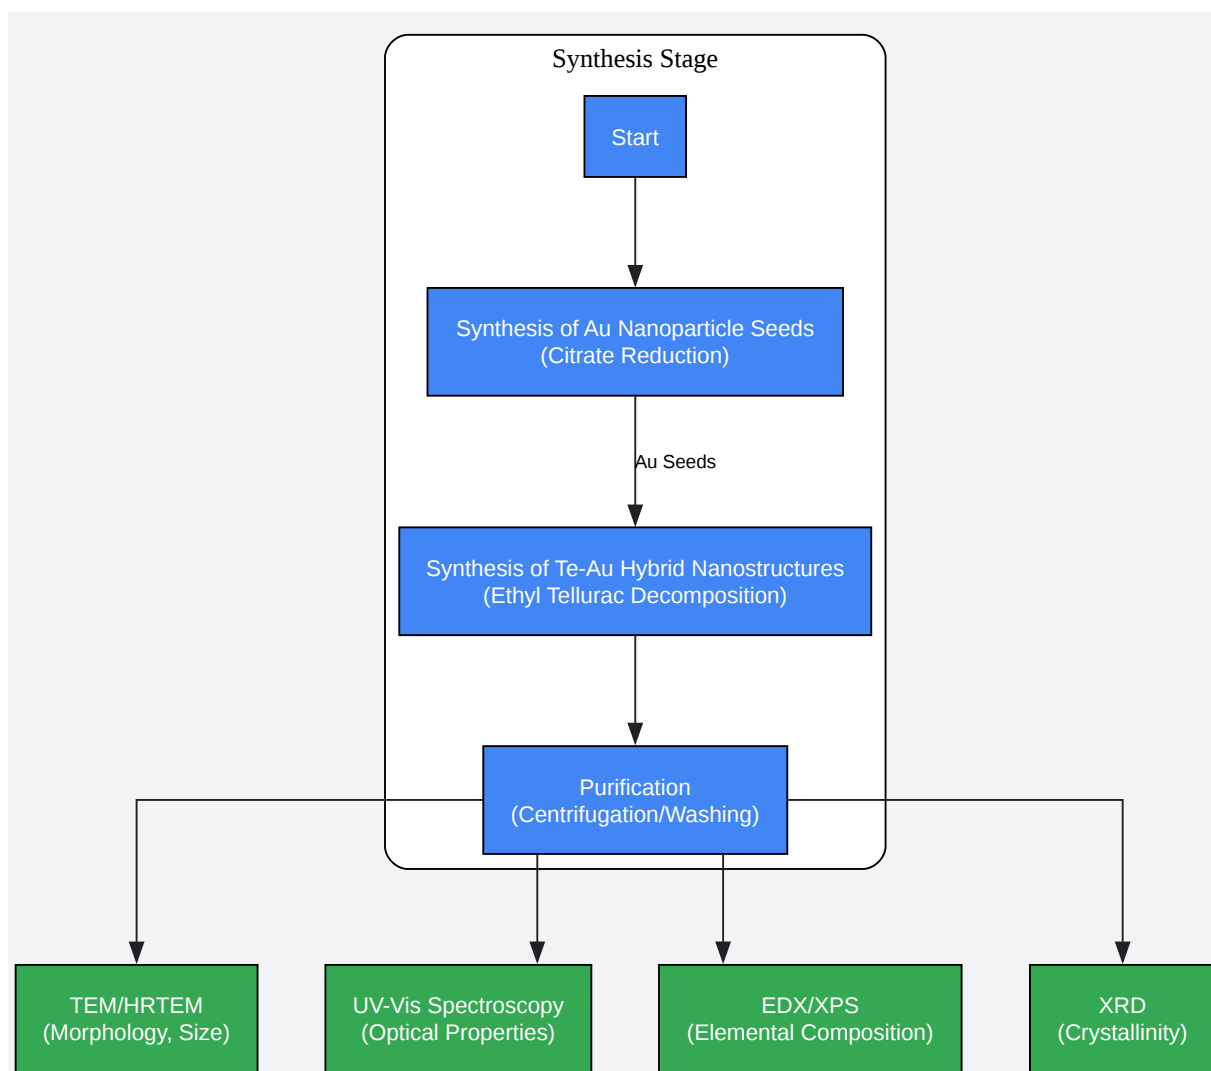 Synthesis Stage
Start
Synthesis of Au Nanoparticle Seeds
(Citrate Reduction)
Au Seeds
Synthesis of Te-Au Hybrid Nanostructures
(Ethyl Tellurac Decomposition)
Purification
(Centrifugation/Washing)
TEM/HRTEM
(Morphology, Size)
UV-Vis Spectroscopy
(Optical Properties)
EDX/XPS
(Elemental Composition)
XRD
(Crystallinity)